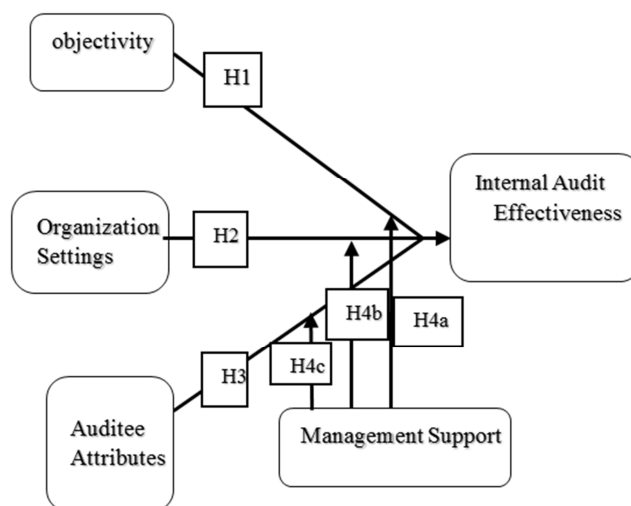 objectivity
H1
Internal Audit
Effectiveness
Organization
Settings
H2
H4b
H4a
H4c
H3
Auditee
Attributes
Management Support